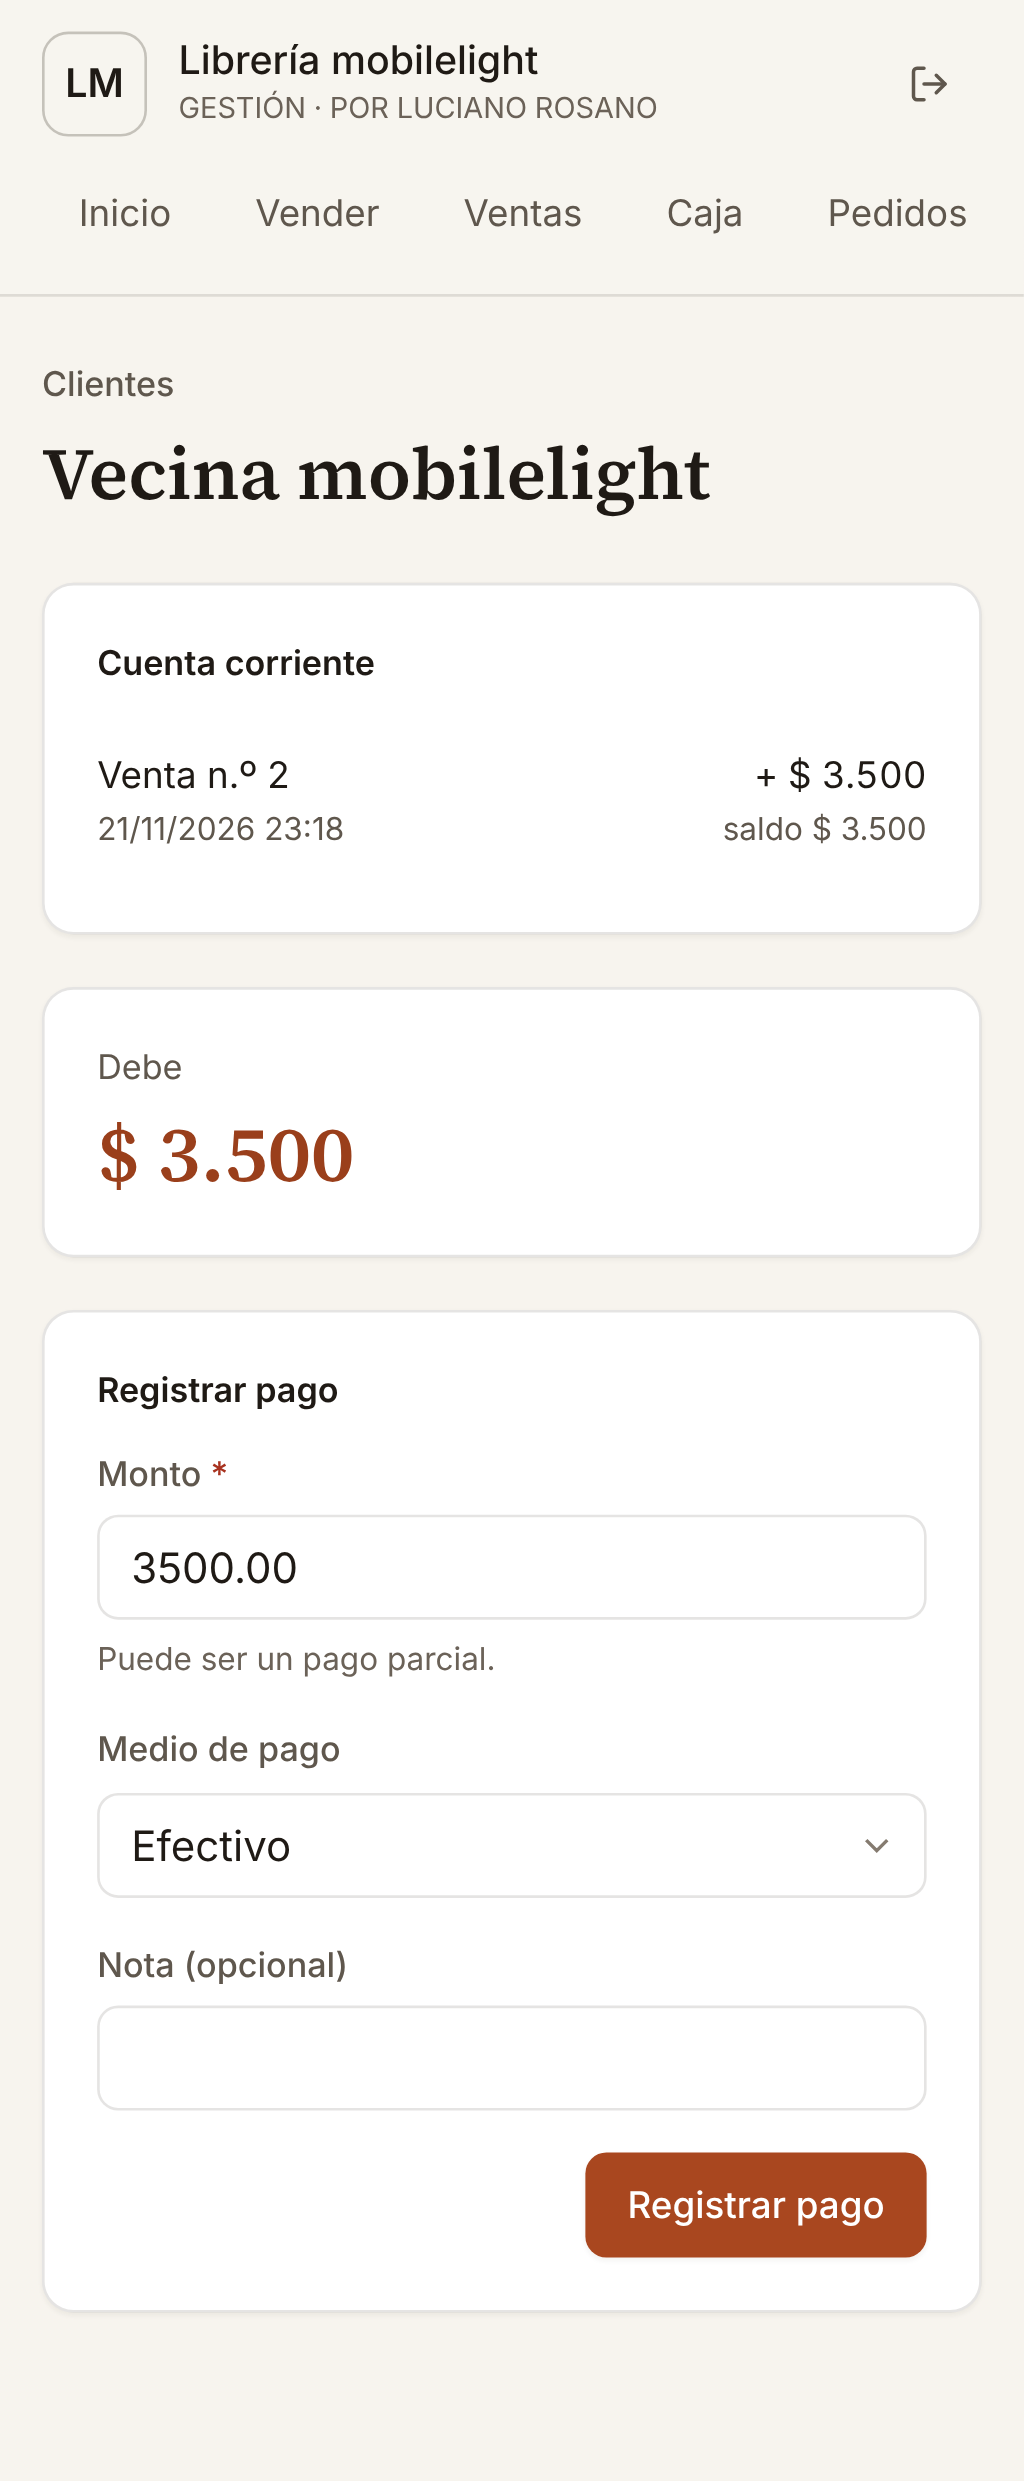 LM
Librería mobilelight
GESTIÓN · POR LUCIANO ROSANO
Inicio Vender Ventas Caja Pedidos
Clientes
Vecina mobilelight
Cuenta corriente
Venta n.º 2 + $ 3.500
21/11/2026 23:18 saldo $ 3.500
Debe
$ 3.500
Registrar pago
Monto *
3500.00
Puede ser un pago parcial.
Medio de pago
Efectivo
Nota (opcional)
Registrar pago